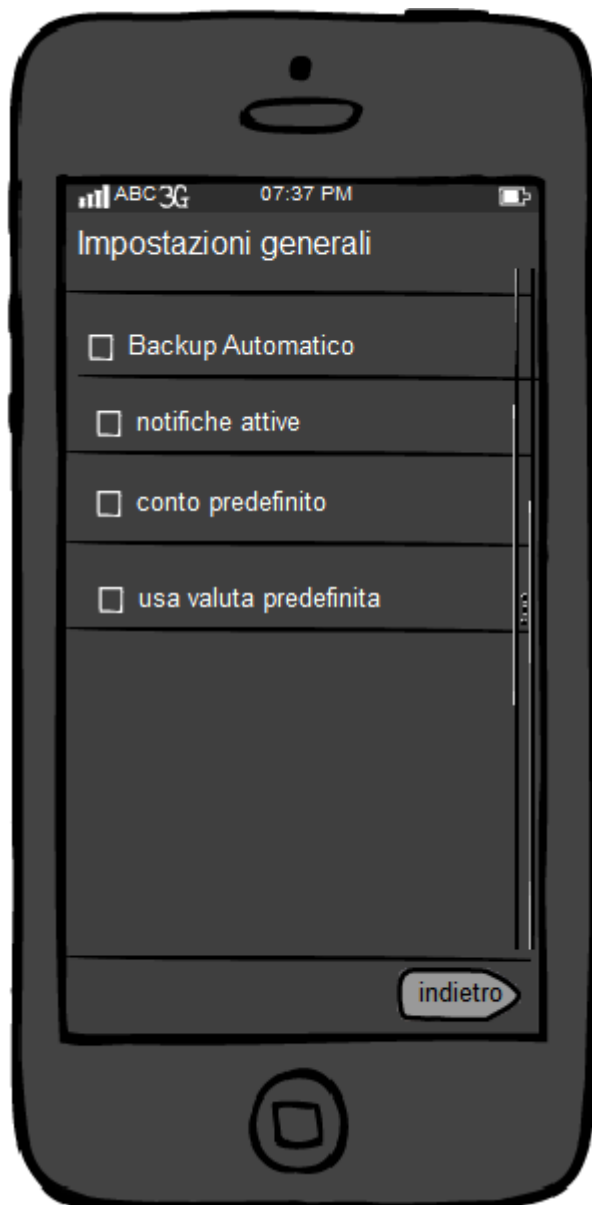 ABC 3G 07:37 PM
Impostazioni generali
Backup Automatico
notifiche attive
conto predefinito
usa valuta predefinita
indietro